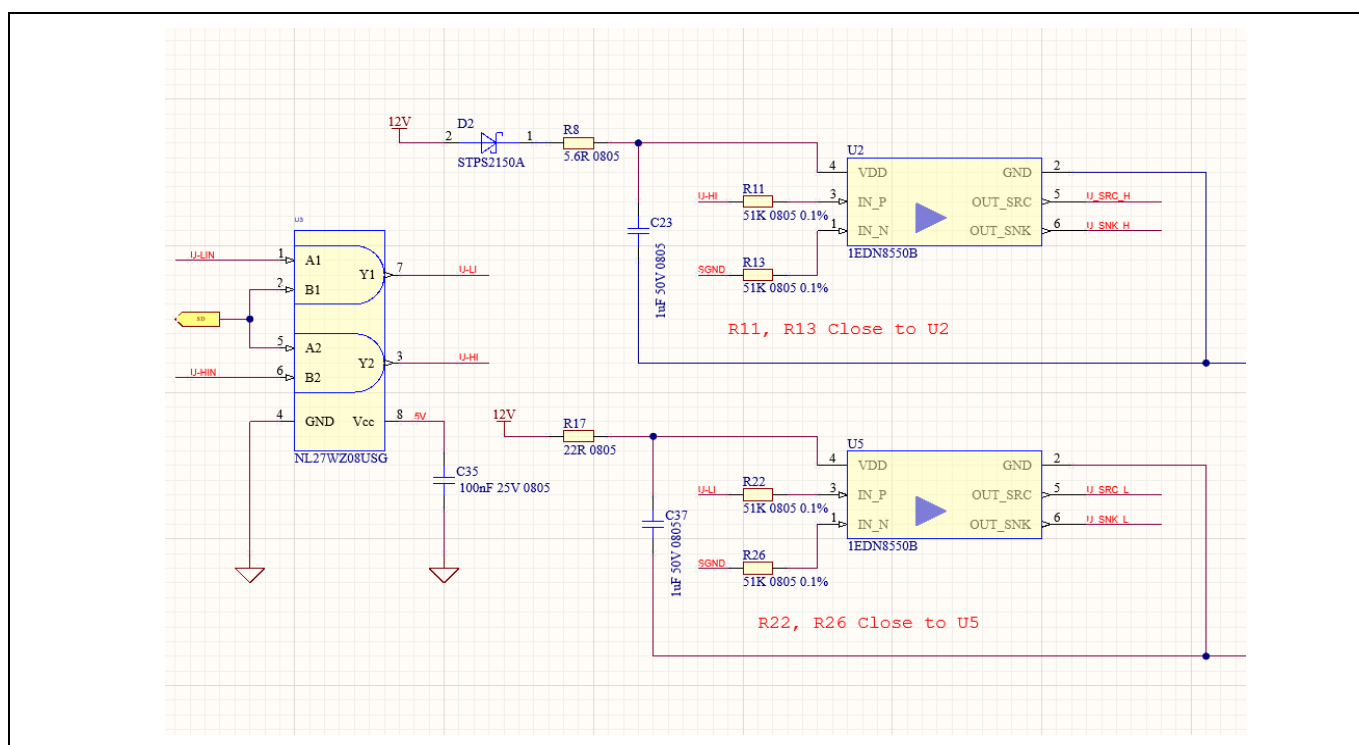 12V
D2
2
1
STPS2150A
R8
5.6R 0805
C23
1uF 50V 0805
U2
4
VDD
GND
2
U-HI
R11
51K 0805 0.1%
3
IN_P
OUT_SRC
5
U_SRC_H
1
IN_N
OUT_SNK
6
U_SNK_H
SGND
R13
51K 0805 0.1%
1EDN8550B
R11, R13 Close to U2
U3
U-LIN
1
A1
Y1
7
U-LI
2
B1
SD
5
A2
Y2
3
U-HI
U-HIN
6
B2
4
GND
Vcc
8
5V
NL27WZ08USG
C35
100nF 25V 0805
12V
R17
22R 0805
C37
1uF 50V 0805
U5
4
VDD
GND
2
U-LI
R22
51K 0805 0.1%
3
IN_P
OUT_SRC
5
U_SRC_L
1
IN_N
OUT_SNK
6
U_SNK_L
SGND
R26
51K 0805 0.1%
1EDN8550B
R22, R26 Close to U5